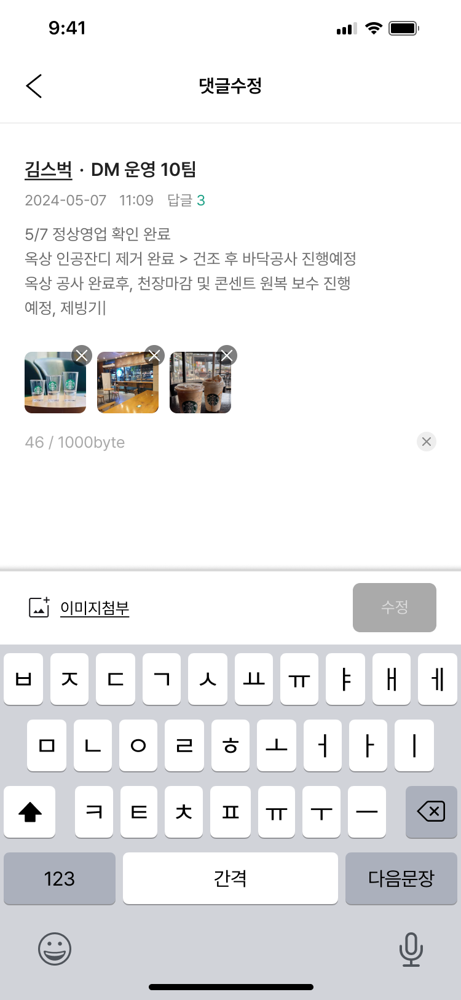 9:41
댓글수정
김스벅 · DM 운영 10팀
2024-05-07 11:09 답글 3
5/7 정상영업 확인 완료
옥상 인공잔디 제거 완료 > 건조 후 바닥공사 진행예정
옥상 공사 완료후, 천장마감 및 콘센트 원복 보수 진행
예정, 제빙기
46 / 1000byte
이미지첨부 수정
ㅂ ㅈ ㄷ ㄱ ㅅ ㅛ ㅠ ㅑ ㅐ ㅔ
ㅁ ㄴ ㅇ ㄹ ㅎ ㅗ ㅓ ㅏ ㅣ
ㅋ ㅌ ㅊ ㅍ ㅠ ㅜ ㅡ
123 간격 다음문장